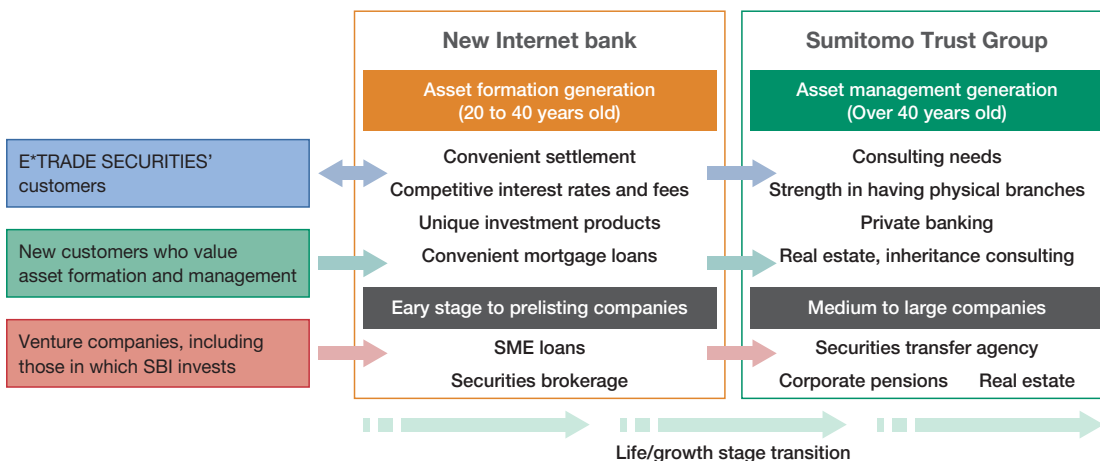 New Internet bank
Asset formation generation
(20 to 40 years old)
Convenient settlement
Competitive interest rates and fees
Unique investment products
Convenient mortgage loans
Eary stage to prelisting companies
SME loans
Securities brokerage
Sumitomo Trust Group
Asset management generation
(Over 40 years old)
Consulting needs
Strength in having physical branches
Private banking
Real estate, inheritance consulting
Medium to large companies
Securities transfer agency
Corporate pensions Real estate
E*TRADE SECURITIES'
customers
New customers who value
asset formation and management
Venture companies, including
those in which SBI invests
Life/growth stage transition